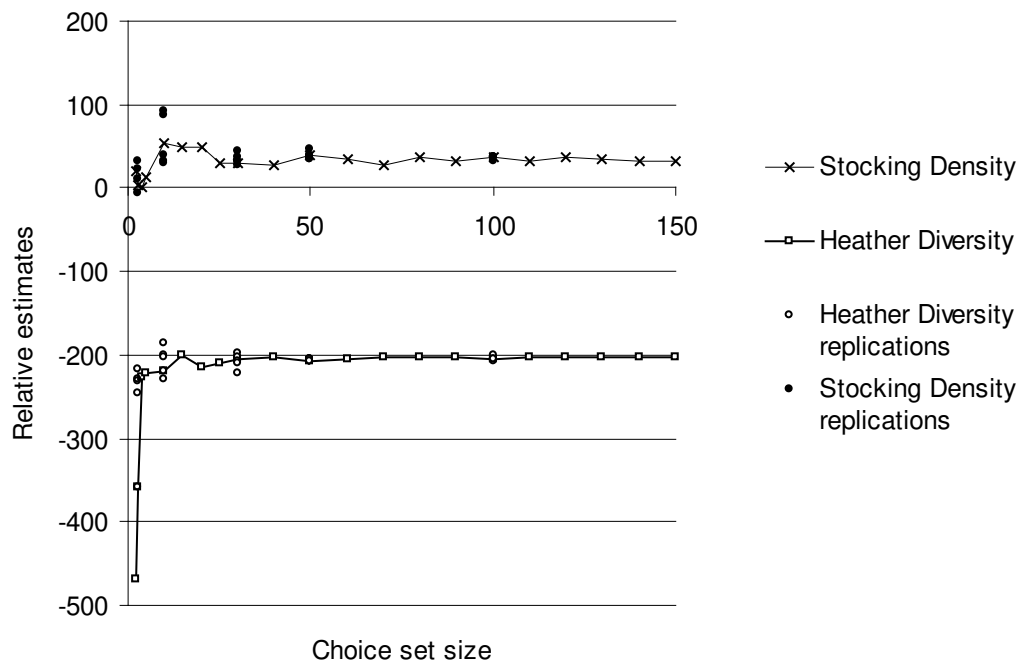 200
100
0
-100
-200
-300
-400
-500
0
50
100
150
Relative estimates
Choice set size
Stocking Density
Heather Diversity
Heather Diversity
replications
Stocking Density
replications